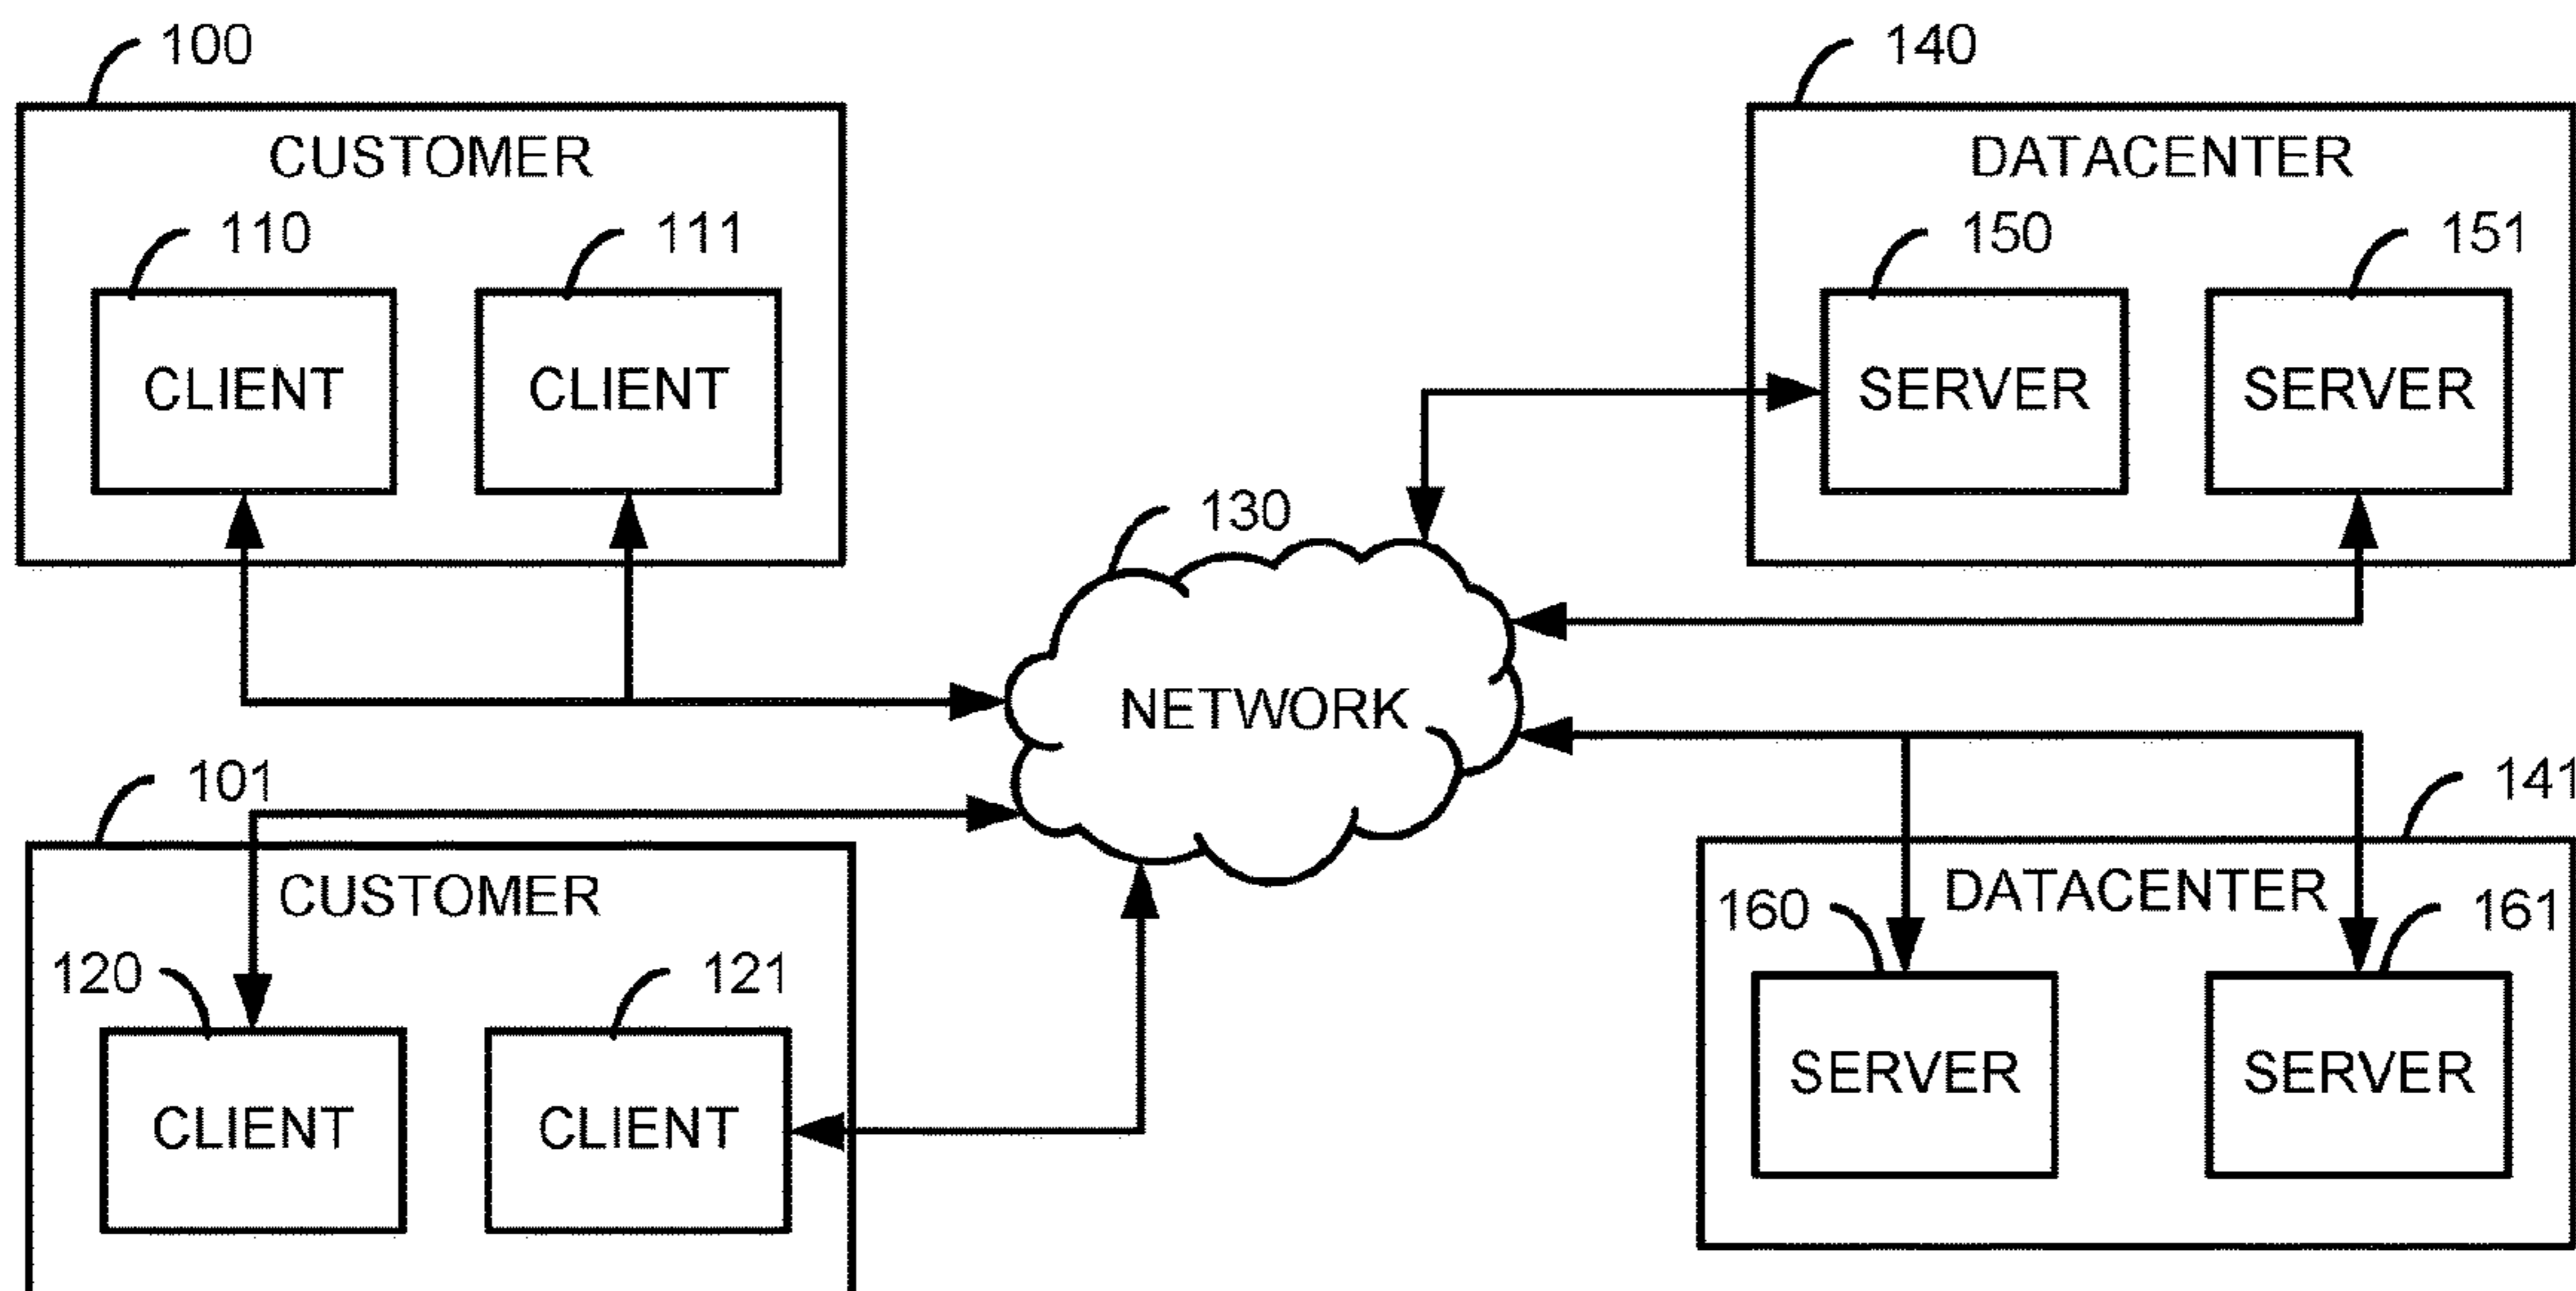 100
CUSTOMER
110
111
CLIENT
CLIENT
140
DATACENTER
150
151
SERVER
SERVER
130
NETWORK
101
CUSTOMER
120
121
CLIENT
CLIENT
141
DATACENTER
160
161
SERVER
SERVER